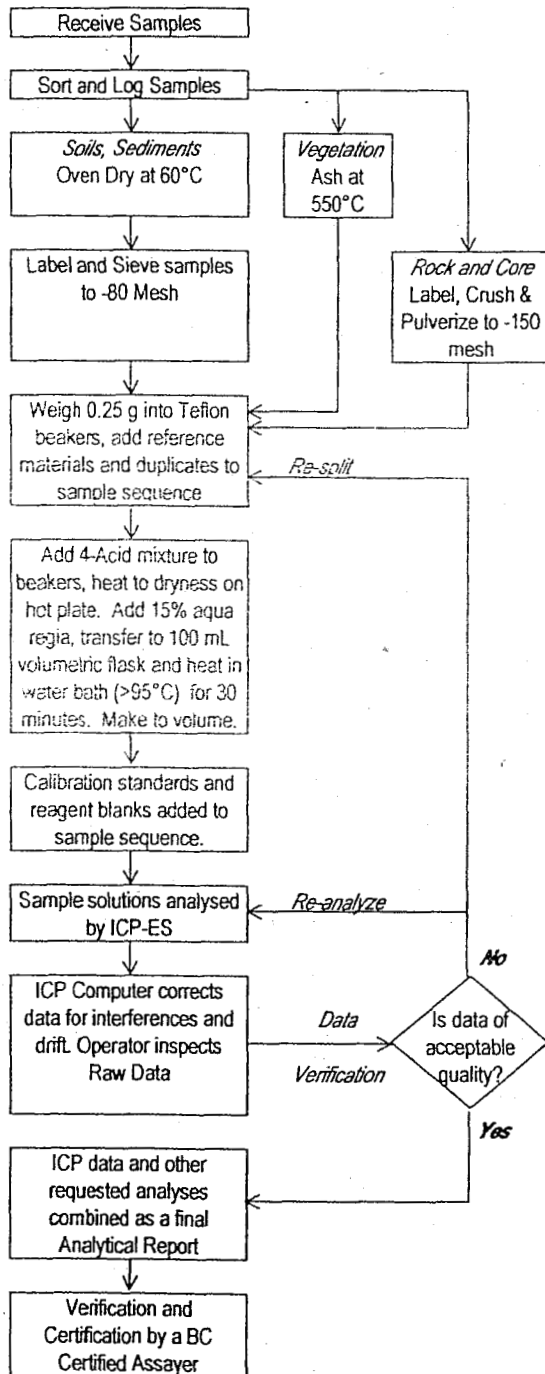 Receive Samples
Sort and Log Samples
Soils, Sediments
Oven Dry at 60°C
Vegetation
Ash at
550°C
Label and Sieve samples
to -80 Mesh
Rock and Core
Label, Crush &
Pulverize to -150
mesh
Weigh 0.25 g into Teflon
beakers, add reference
materials and duplicates to
sample sequence
Re-split
Add 4-Acid mixture to
beakers, heat to dryness on
hot plate. Add 15% aqua
regia, transfer to 100 mL
volumetric flask and heat in
water bath (>95°C) for 30
minutes. Make to volume.
Calibration standards and
reagent blanks added to
sample sequence.
Sample solutions analysed
by ICP-ES
Re-analyze
No
ICP Computer corrects
data for interferences and
drift. Operator inspects
Raw Data
Data
Verification
Is data of
acceptable
quality?
Yes
ICP data and other
requested analyses
combined as a final
Analytical Report
Verification and
Certification by a BC
Certified Assayer